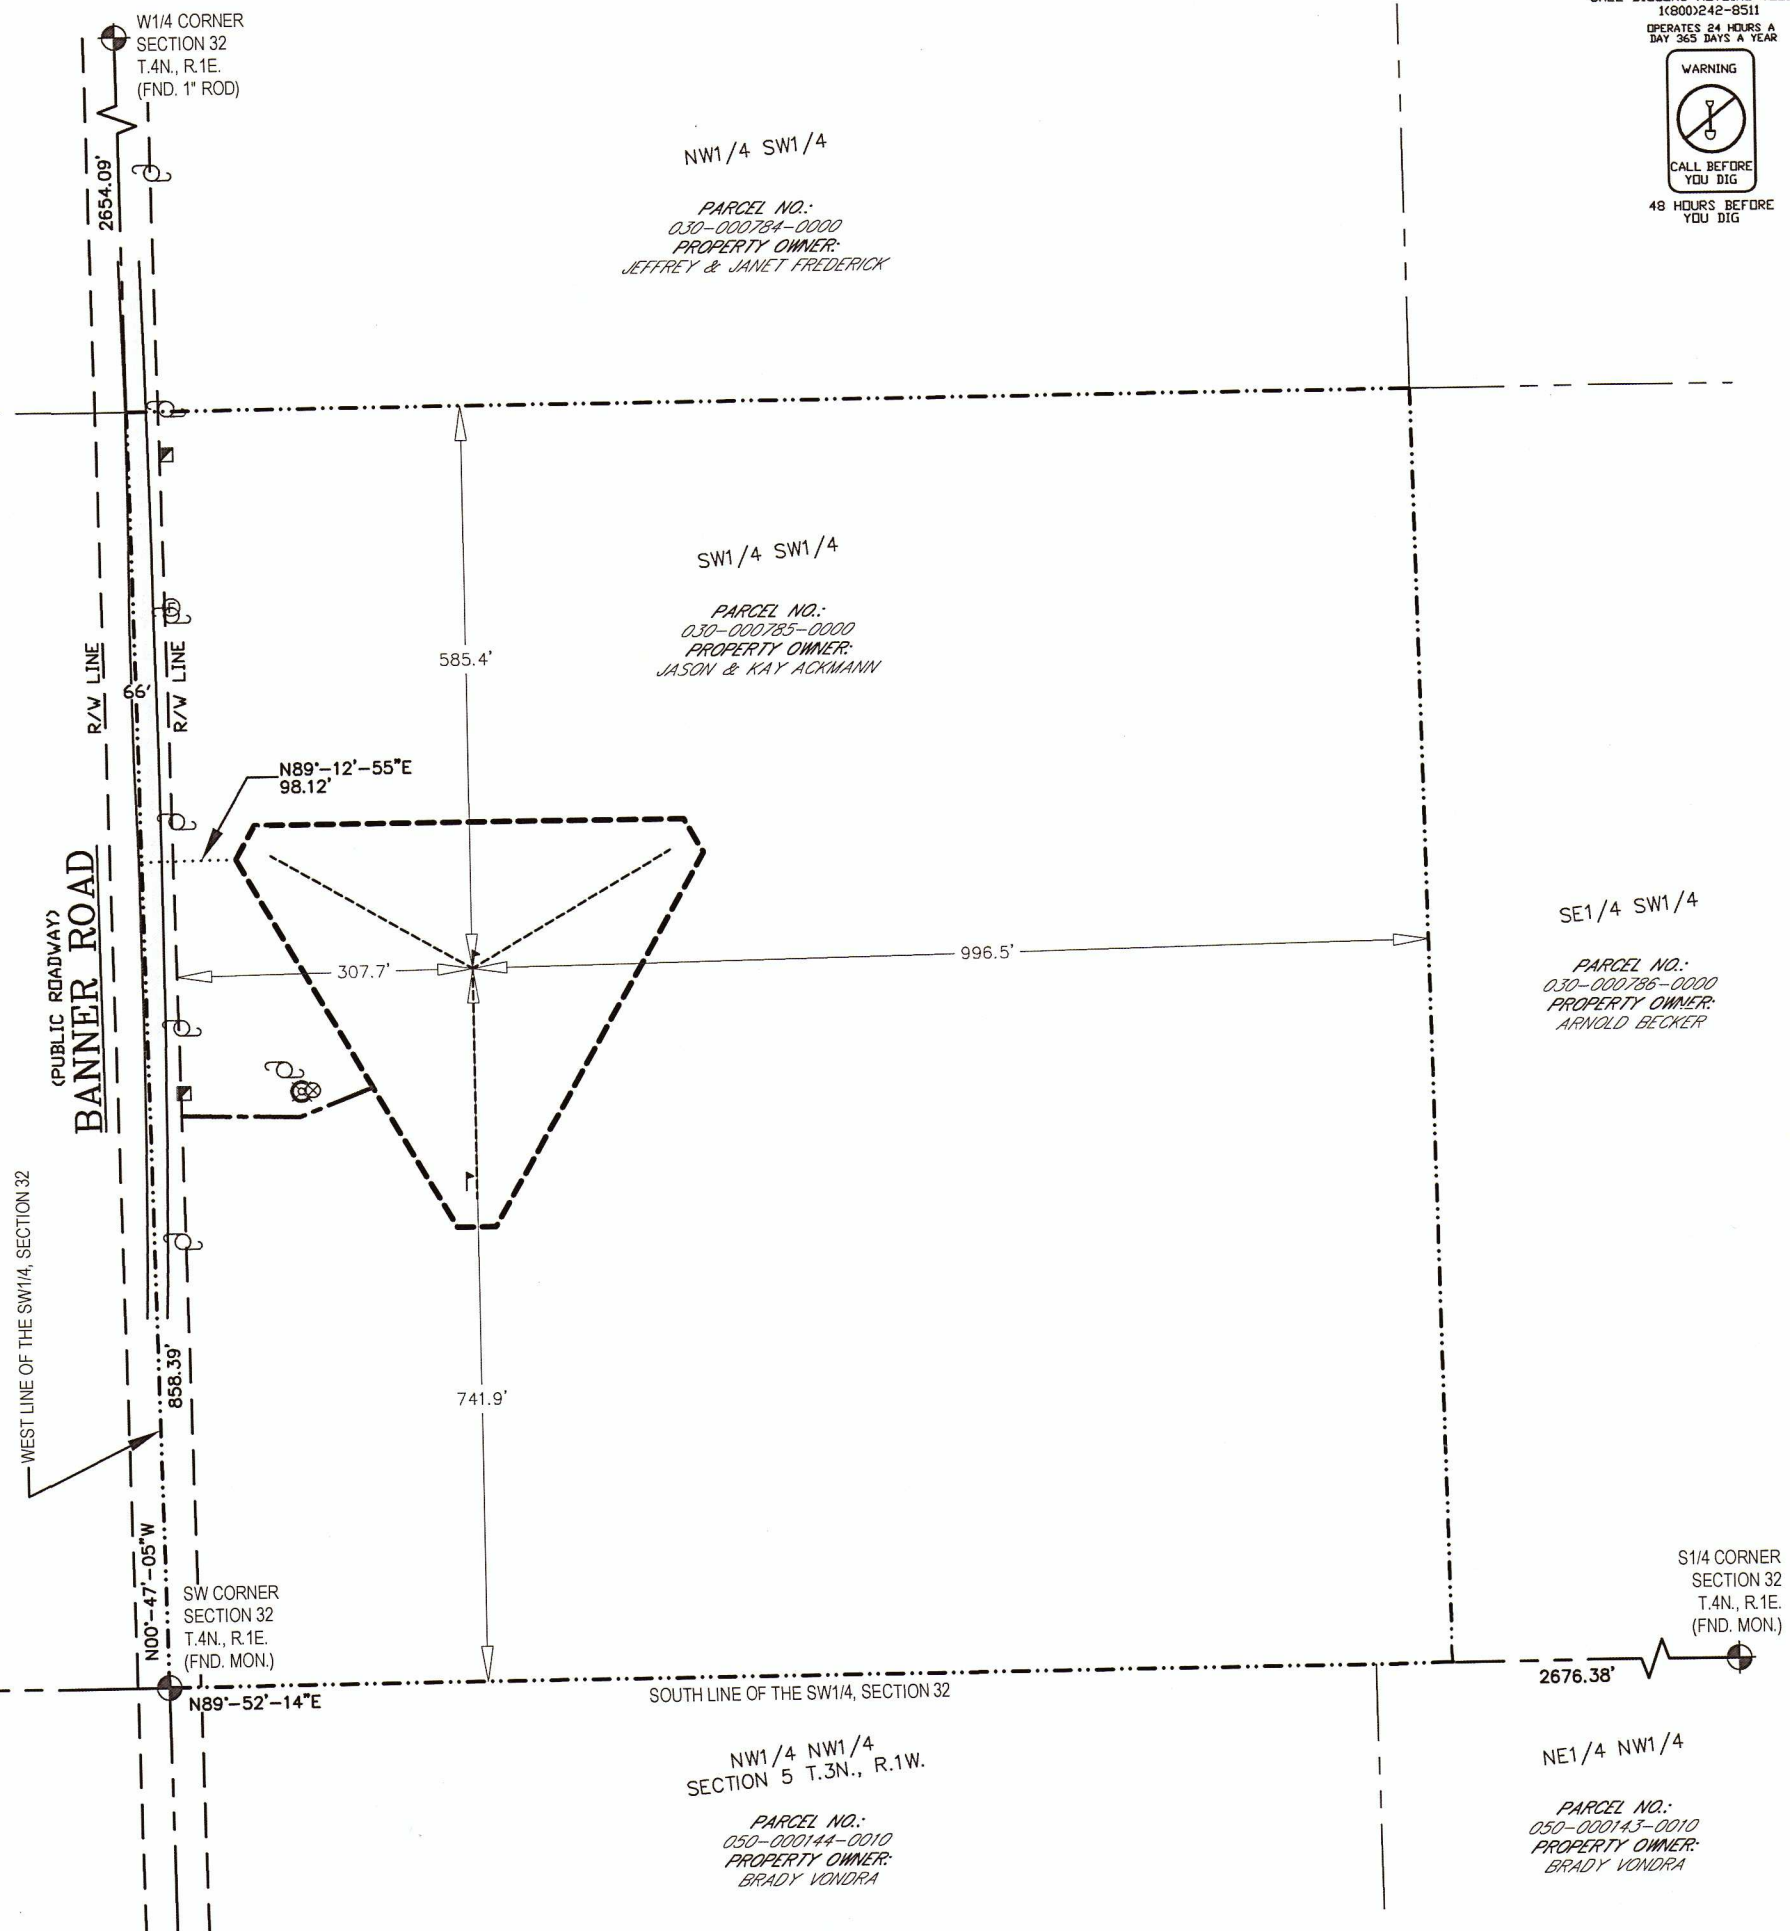 W1/4 CORNER
SECTION 32
T.4N., R.1E.
(FND. 1" ROD)
1(800)242-8511
OPERATES 24 HOURS A
DAY 365 DAYS A YEAR
WARNING
CALL BEFORE
YOU DIG
48 HOURS BEFORE
YOU DIG
2654.09'
NW1/4 SW1/4
PARCEL NO.:
030-000784-0000
PROPERTY OWNER:
JEFFREY & JANET FREDERICK
SW1/4 SW1/4
PARCEL NO.:
030-000785-0000
PROPERTY OWNER:
JASON & KAY ACKMANN
585.4'
R/W LINE
66'
R/W LINE
N89°-12'-55"E
98.12'
(PUBLIC ROADWAY)
BANNER ROAD
307.7'
996.5'
SE1/4 SW1/4
PARCEL NO.:
030-000786-0000
PROPERTY OWNER:
ARNOLD BECKER
WEST LINE OF THE SW1/4, SECTION 32
858.39'
741.9'
N00°-47'-05"W
SW CORNER
SECTION 32
T.4N., R.1E.
(FND. MON.)
S1/4 CORNER
SECTION 32
T.4N., R.1E.
(FND. MON.)
N89°-52'-14"E
SOUTH LINE OF THE SW1/4, SECTION 32
2676.38'
NW1/4 NW1/4
SECTION 5 T.3N., R.1W.
PARCEL NO.:
050-000144-0010
PROPERTY OWNER:
BRADY VONDRA
NE1/4 NW1/4
PARCEL NO.:
050-000143-0010
PROPERTY OWNER:
BRADY VONDRA